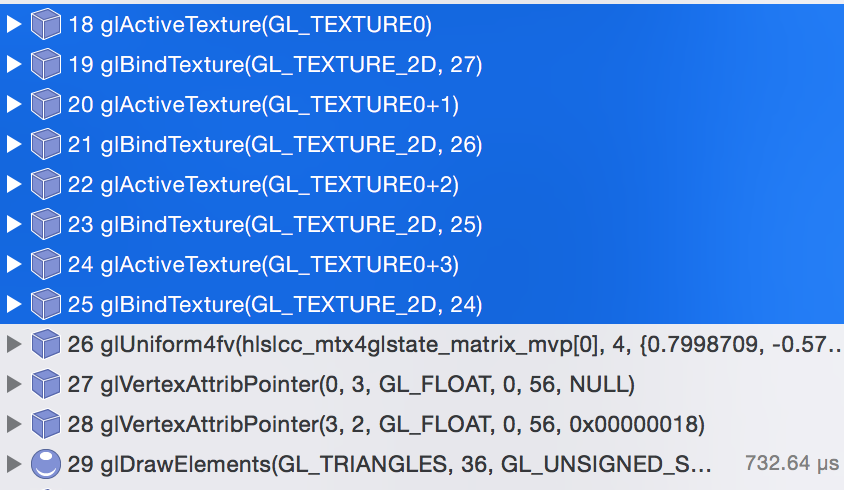 18 glActiveTexture(GL_TEXTURE0)
19 glBindTexture(GL_TEXTURE_2D, 27)
20 glActiveTexture(GL_TEXTURE0+1)
21 glBindTexture(GL_TEXTURE_2D, 26)
22 glActiveTexture(GL_TEXTURE0+2)
23 glBindTexture(GL_TEXTURE_2D, 25)
24 glActiveTexture(GL_TEXTURE0+3)
25 glBindTexture(GL_TEXTURE_2D, 24)
26 glUniform4fv(hlslcc_mtx4glstate_matrix_mvp[0], 4, {0.7998709, -0.57...
27 glVertexAttribPointer(0, 3, GL_FLOAT, 0, 56, NULL)
28 glVertexAttribPointer(3, 2, GL_FLOAT, 0, 56, 0x00000018)
29 glDrawElements(GL_TRIANGLES, 36, GL_UNSIGNED_S... 732.64 µs